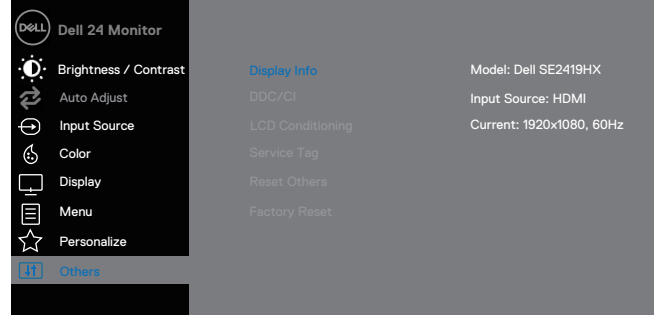 DELL Dell 24 Monitor
Brightness / Contrast
Auto Adjust
Input Source
Color
Display
Menu
Personalize
Others
Display Info
DDC/CI
LCD Conditioning
Service Tag
Reset Others
Factory Reset
Model: Dell SE2419HX
Input Source: HDMI
Current: 1920x1080, 60Hz